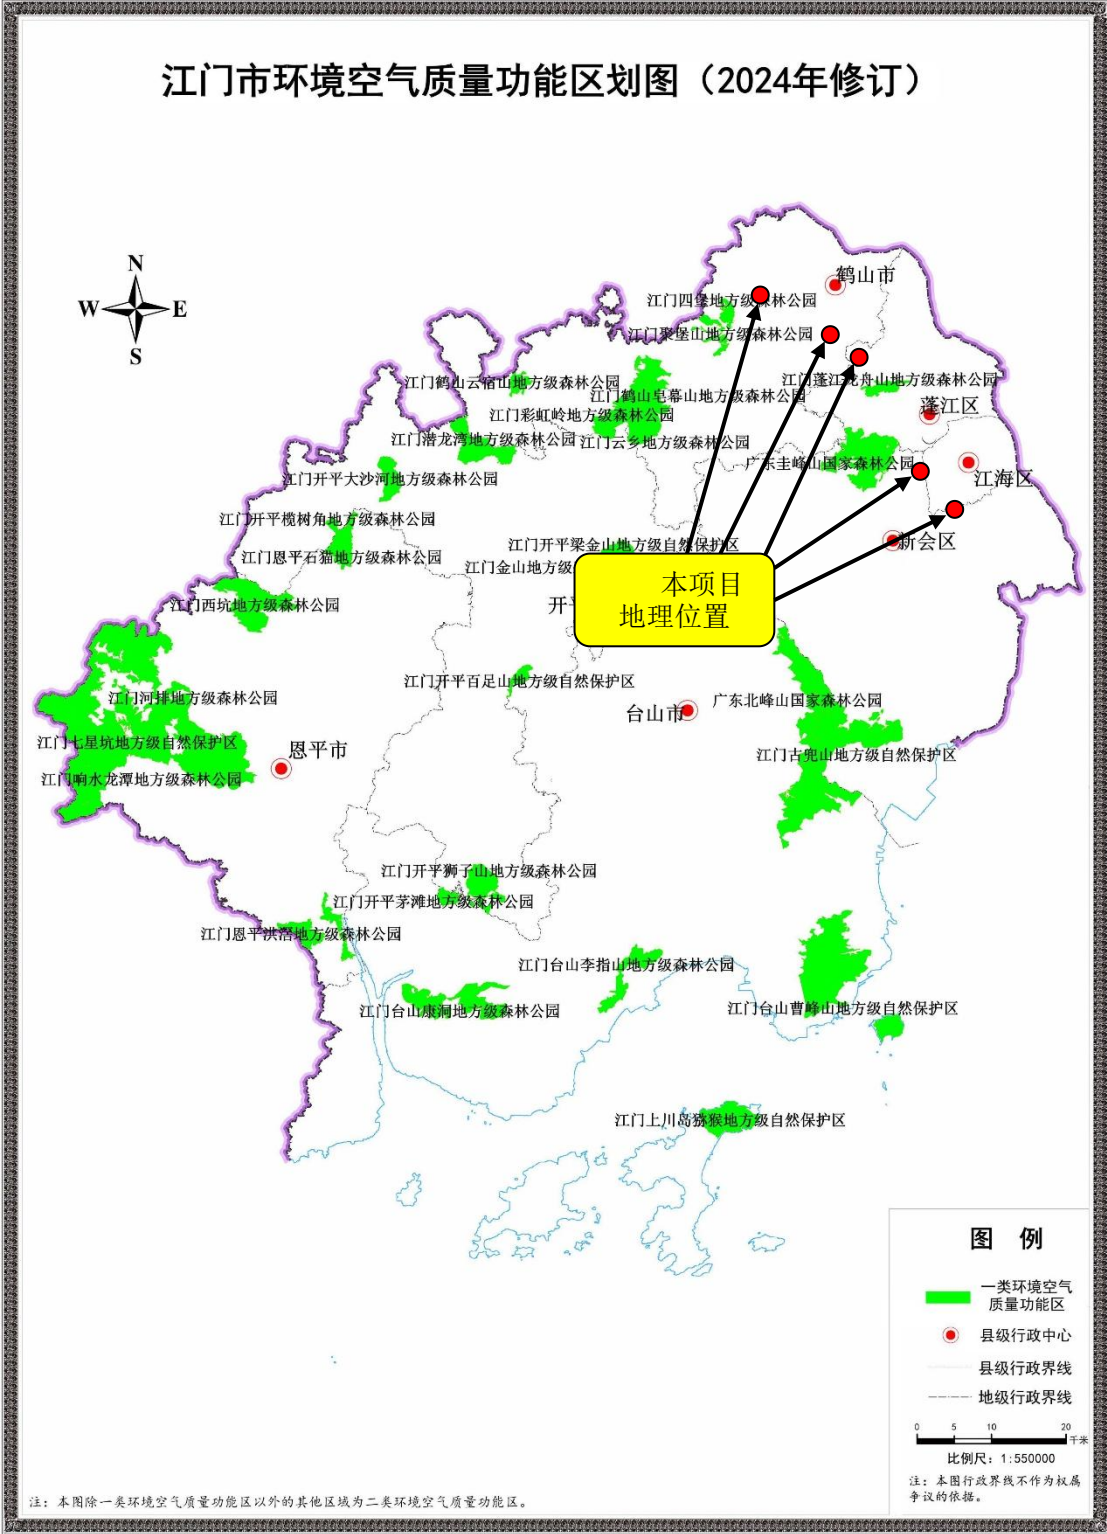 江门市环境空气质量功能区划图（2024年修订）
N
W
E
S
鹤山市
江门四堡地方级森林公园
江门聚堡山地方级森林公园
江门鹤山云宿山地方级森林公园
江门蓬江龙舟山地方级森林公园
江门鹤山皂幕山地方级森林公园
蓬江区
江门彩虹岭地方级森林公园
江门潜龙湾地方级森林公园
江门云乡地方级森林公园
广东圭峰山国家森林公园
江海区
江门开平大沙河地方级森林公园
江门开平榄树角地方级森林公园
新会区
江门开平梁金山地方级自然保护区
江门恩平石猫地方级森林公园
江门金山地方级
本项目
地理位置
开平
江门西坑地方级森林公园
江门开平百足山地方级自然保护区
江门河排地方级森林公园
广东北峰山国家森林公园
台山市
江门七星坑地方级自然保护区
恩平市
江门古兜山地方级自然保护区
江门响水龙潭地方级森林公园
江门开平狮子山地方级森林公园
江门开平茅滩地方级森林公园
江门恩平洪滘地方级森林公园
江门台山李指山地方级森林公园
江门台山康洞地方级森林公园
江门台山曹峰山地方级自然保护区
江门上川岛猕猴地方级自然保护区
图 例
一类环境空气
质量功能区
县级行政中心
县级行政界线
地级行政界线
0 5 10 20
千米
比例尺：1:550000
注：本图行政界线不作为权属
争议的依据。
注：本图除一类环境空气质量功能区以外的其他区域为二类环境空气质量功能区。